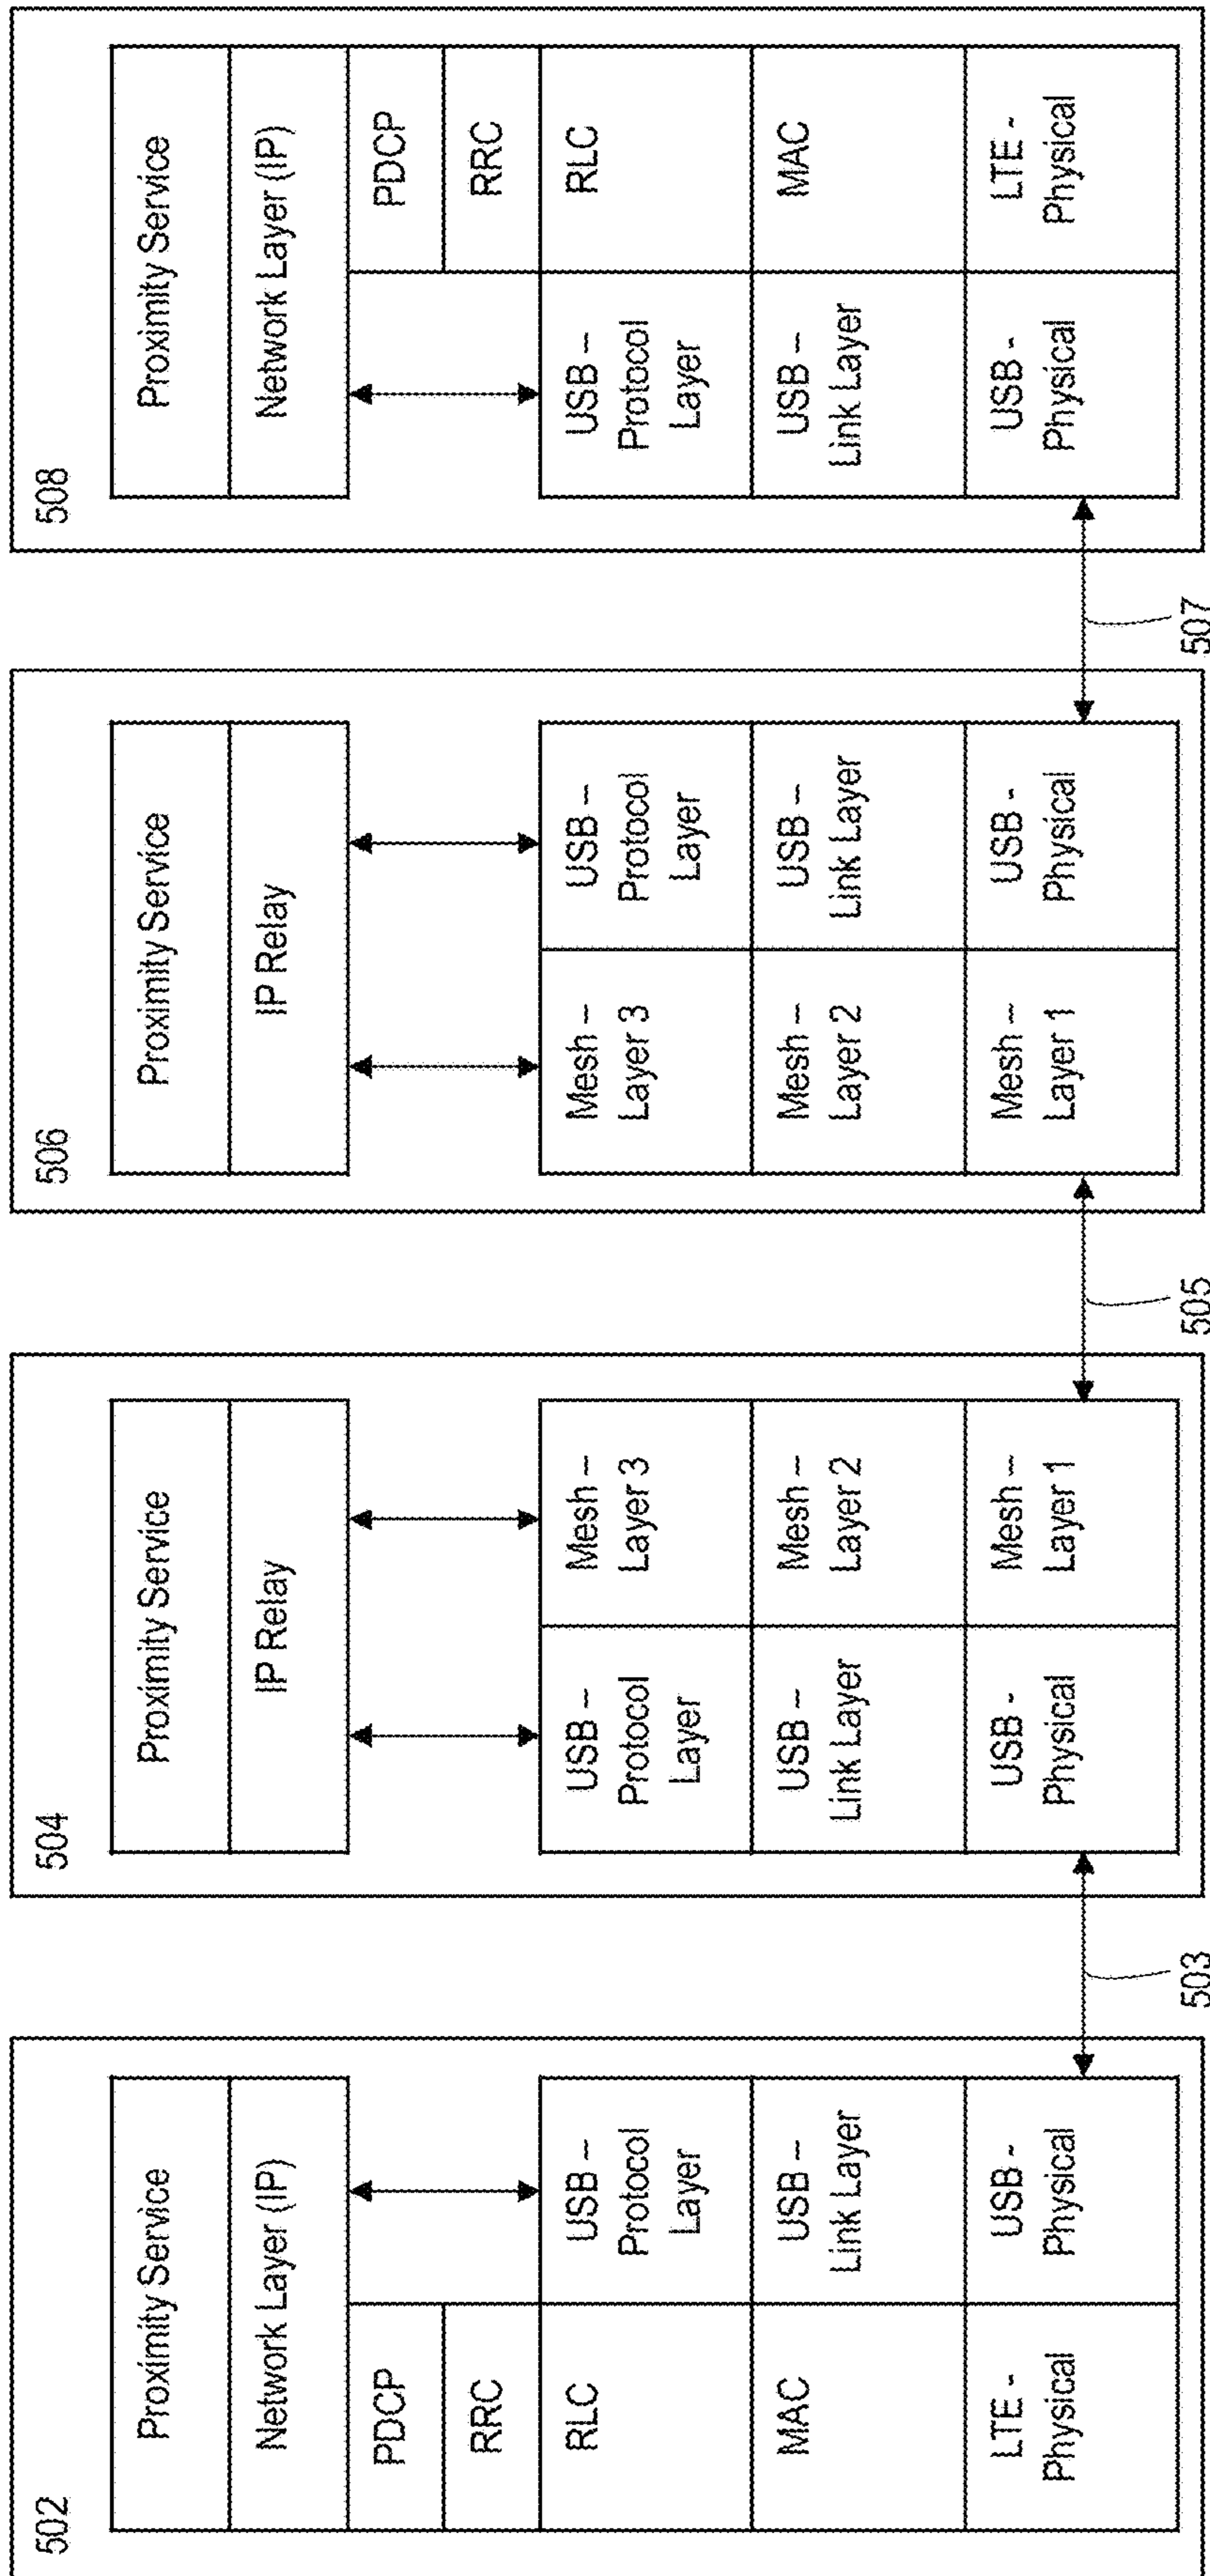 502
Proximity Service
Network Layer (IP)
PDCP
RRC
RLC
MAC
LTE -
Physical
USB –
Protocol
Layer
USB –
Link Layer
USB -
Physical
503
504
Proximity Service
IP Relay
USB –
Protocol
Layer
USB –
Link Layer
USB -
Physical
Mesh –
Layer 3
Mesh –
Layer 2
Mesh –
Layer 1
505
506
Proximity Service
IP Relay
Mesh –
Layer 3
Mesh –
Layer 2
Mesh –
Layer 1
USB –
Protocol
Layer
USB –
Link Layer
USB -
Physical
507
508
Proximity Service
Network Layer (IP)
USB –
Protocol
Layer
USB –
Link Layer
USB -
Physical
PDCP
RRC
RLC
MAC
LTE -
Physical